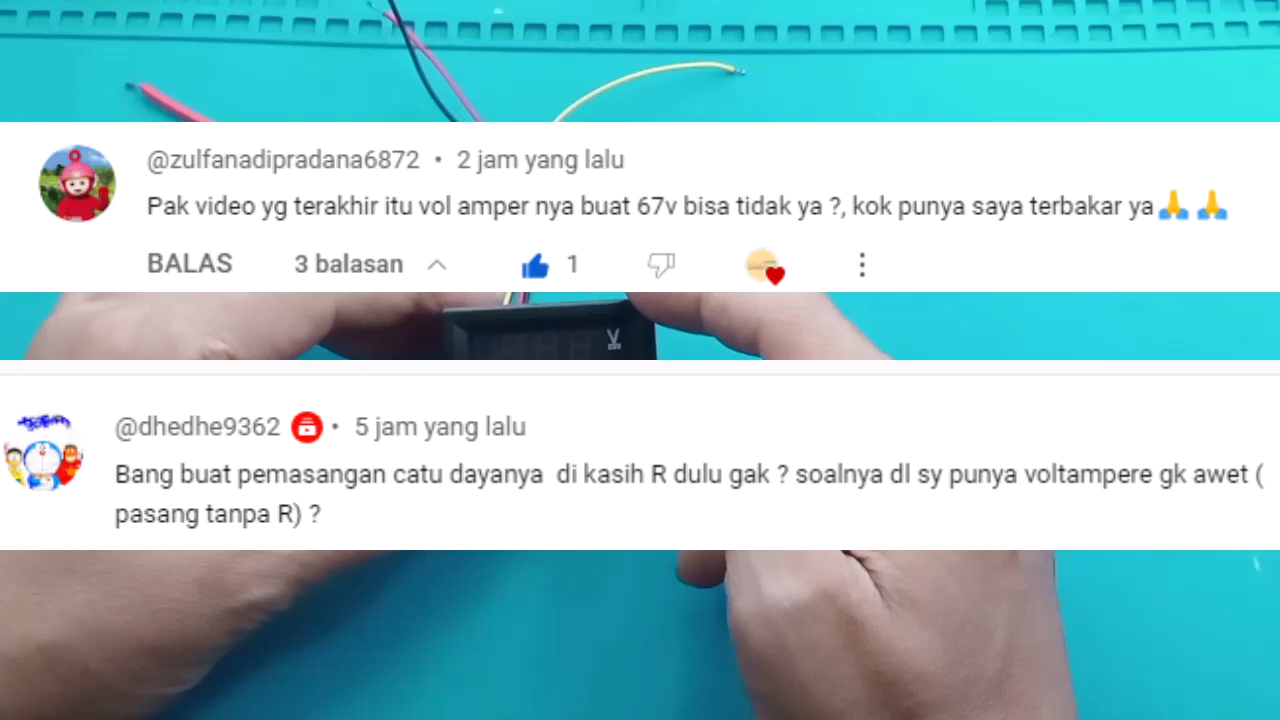 @zulfanadipradana6872 • 2 jam yang lalu
Pak video yg terakhir itu vol amper nya buat 67v bisa tidak ya ?, kok punya saya terbakar ya🙏🙏
BALAS 3 balasan 1
V
@dhedhe9362 • 5 jam yang lalu
Bang buat pemasangan catu dayanya di kasih R dulu gak ? soalnya dl sy punya voltampere gk awet (
pasang tanpa R) ?